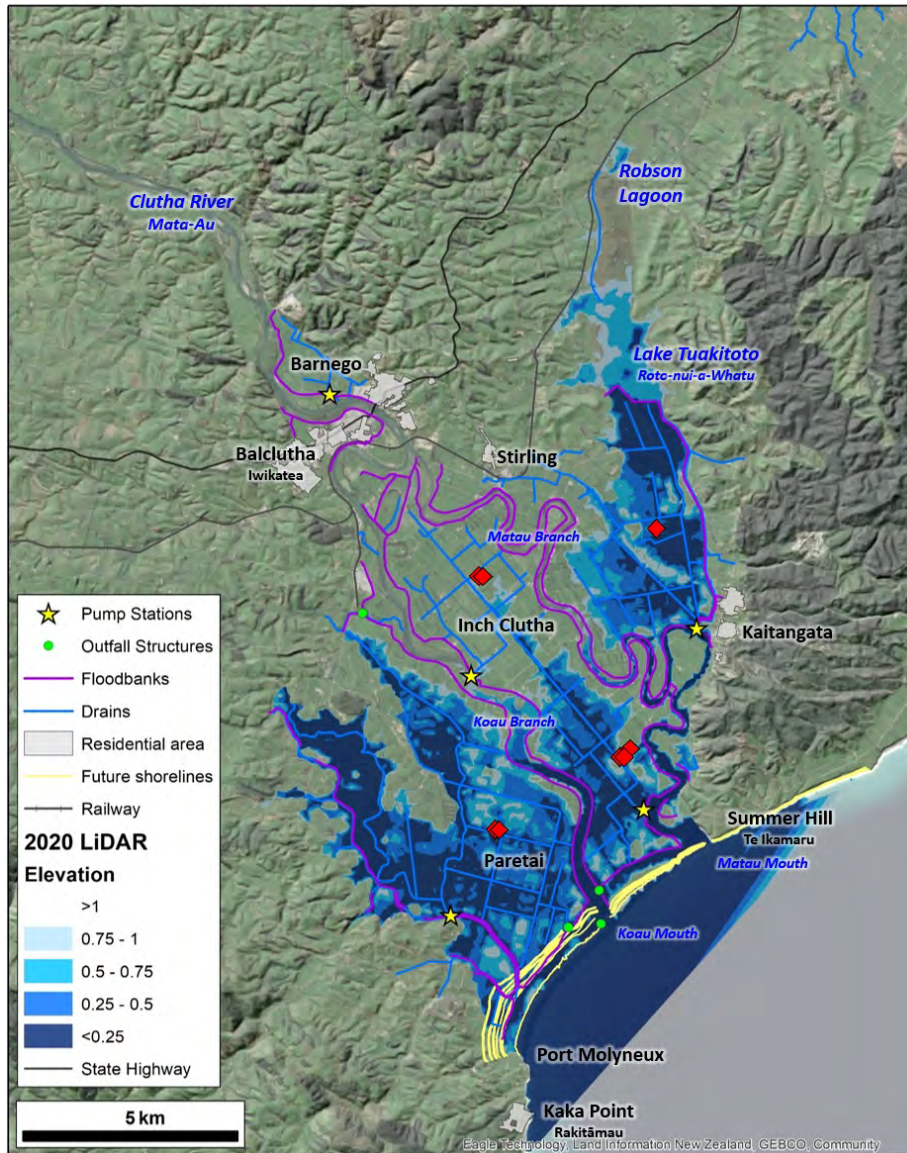 Robson
Lagoon
Clutha River
Mata-Au
Lake Tuakitoto
Roto-nui-a-Whatu
Barnego
Balclutha
Iwikatea
Stirling
Matau Branch
Inch Clutha
Kaitangata
Koau Branch
Paretai
Summer Hill
Te Ikamaru
Matau Mouth
Koau Mouth
Port Molyneux
Kaka Point
Rakitāmau
Pump Stations
Outfall Structures
Floodbanks
Drains
Residential area
Future shorelines
Railway
2020 LiDAR
Elevation
>1
0.75 - 1
0.5 - 0.75
0.25 - 0.5
<0.25
State Highway
5 km
Eagle Technology, Land Information New Zealand, GEBCO, Community